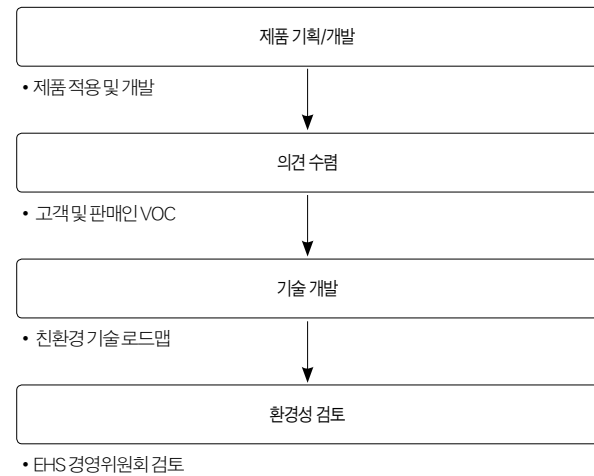 제품 기획/개발
• 제품 적용 및 개발
의견 수렴
• 고객 및 판매인 VOC
기술 개발
• 친환경 기술 로드맵
환경성 검토
• EHS 경영위원회 검토